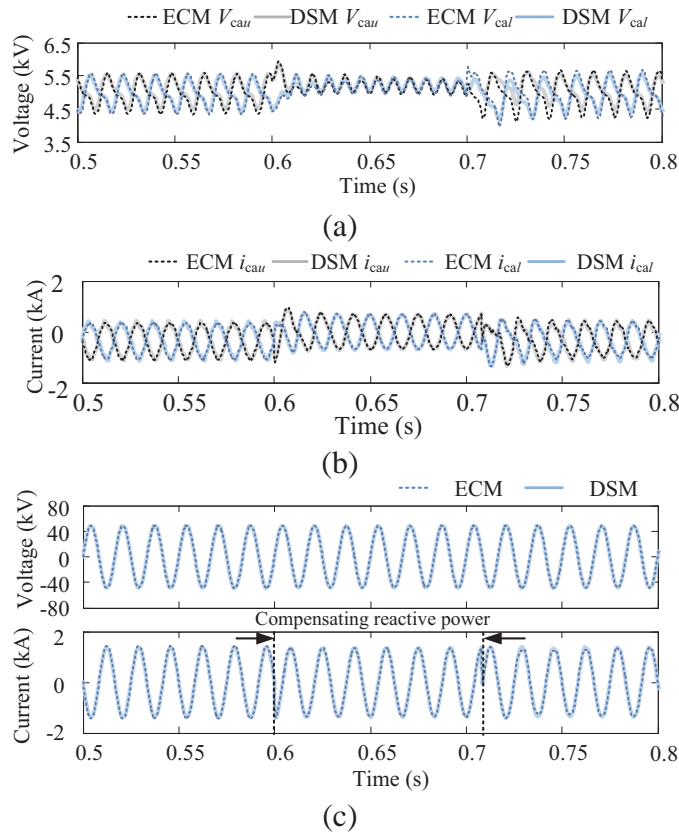 ECM Vcau DSM Vcau ECM Vcal DSM Vcal
Voltage (kV)
6.5
5.5
4.5
3.5
0.5 0.55 0.6 0.65 0.7 0.75 0.8
Time (s)
(a)
ECM icau DSM icau ECM ical DSM ical
Current (kA)
2
0
-2
0.5 0.55 0.6 0.65 0.7 0.75 0.8
Time (s)
(b)
ECM DSM
Voltage (kV)
80
40
0
-40
-80
Compensating reactive power
Current (kA)
2
0
-2
0.5 0.55 0.6 0.65 0.7 0.75 0.8
Time (s)
(c)